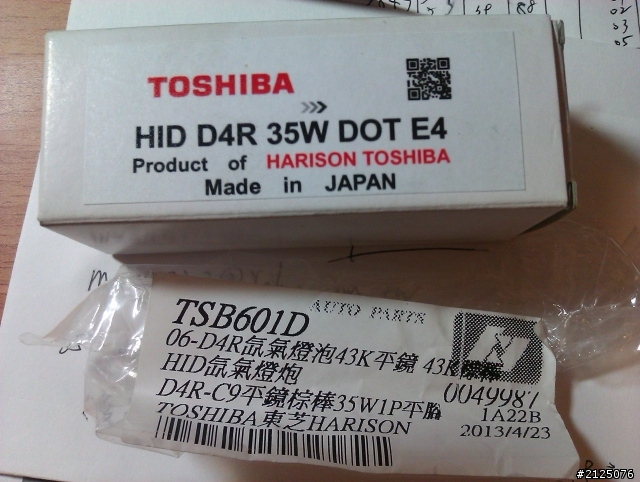 TOSHIBA
HID D4R 35W DOT E4
Product of HARISON TOSHIBA
Made in JAPAN
AUTO PARTS
TSB601D
06-D4R氙氣燈泡43K平鏡 43K
HID氙氣燈炮
0049987
D4R-C9平鏡棕棒35W1P平
1A22B
TOSHIBA東芝HARISON
2013/4/23
#2125076